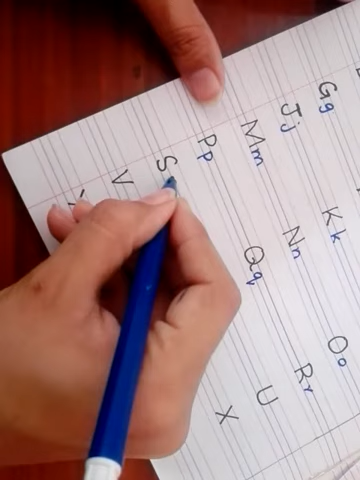 Gg
Jj Kk
Mm Nn Oo
Pp Qq Rr
S U
V X